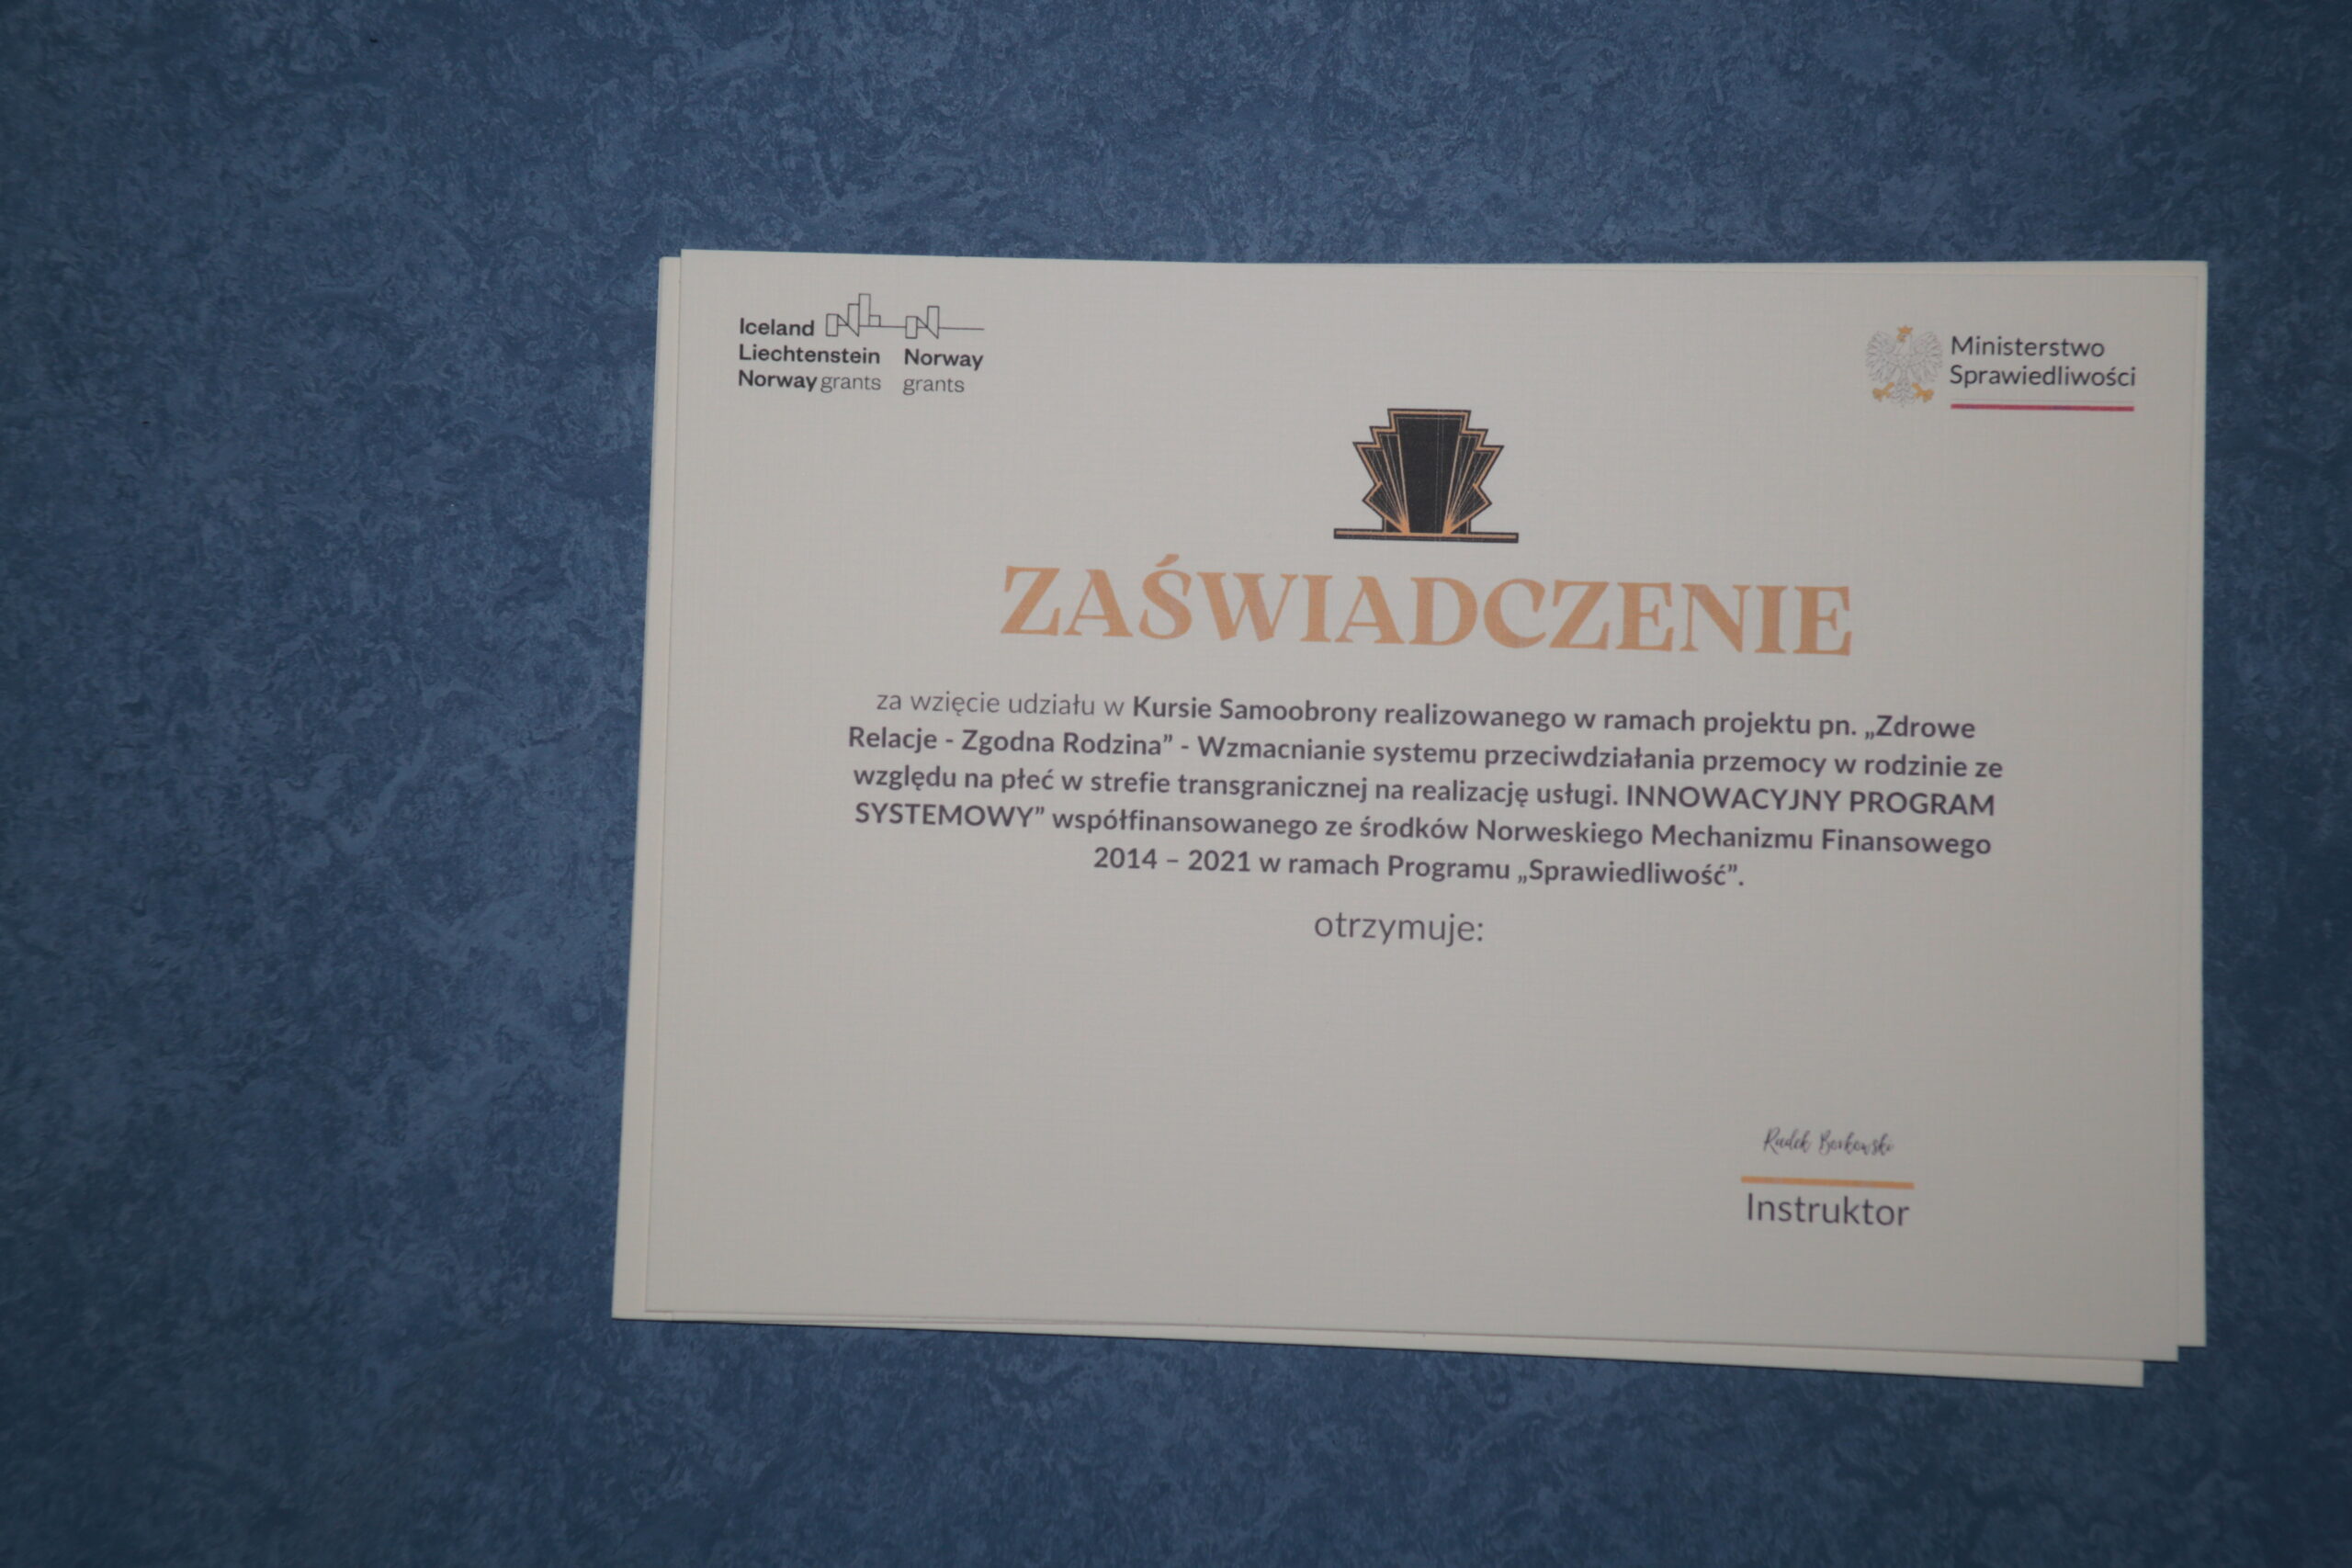 Iceland
Liechtenstein
Norway grants
Norway
grants
Ministerstwo
Sprawiedliwości
ZAŚWIADCZENIE
za wzięcie udziału w Kursie Samoobrony realizowanego w ramach projektu pn. „Zdrowe
Relacje - Zgodna Rodzina” - Wzmacnianie systemu przeciwdziałania przemocy w rodzinie ze
względu na płeć w strefie transgranicznej na realizację usługi. INNOWACYJNY PROGRAM
SYSTEMOWY” współfinansowanego ze środków Norweskiego Mechanizmu Finansowego
2014 – 2021 w ramach Programu „Sprawiedliwość”.
otrzymuje:
Radek Borkowski
Instruktor